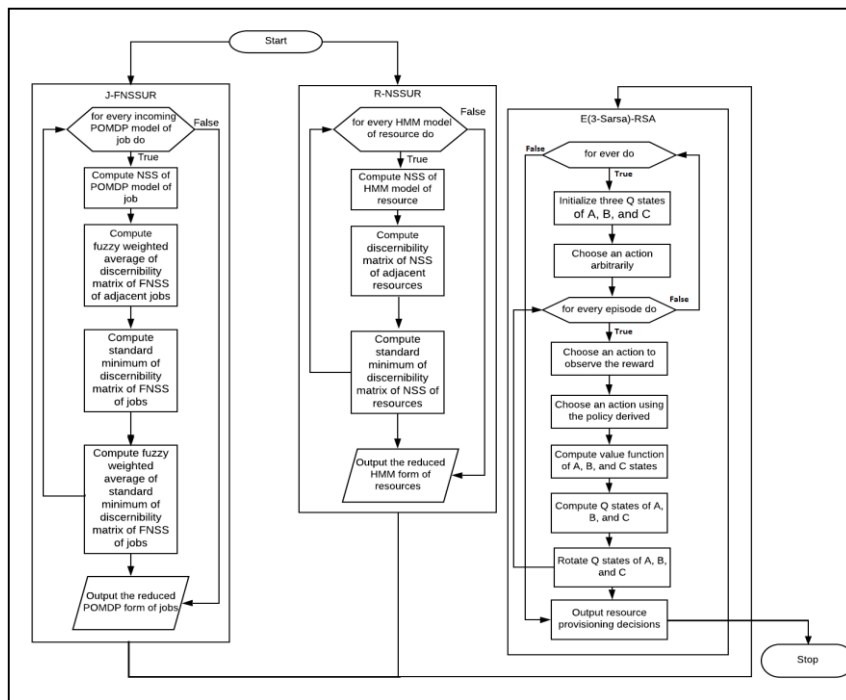 Start
J-FNSSUR
for every incoming
POMDP model of
job do
False
True
Compute NSS of
POMDP model of
job
Compute
fuzzy weighted
average of
discernibility
matrix of FNSS
of adjacent jobs
Compute
standard
minimum of
discernibility
matrix of FNSS
of jobs
Compute fuzzy
weighted
average of
standard
minimum of
discernibility
matrix of FNSS
of jobs
Output the reduced
POMDP form of jobs
R-NSSUR
for every HMM model
of resource do
False
True
Compute NSS of
HMM model of
resource
Compute
discernibility
matrix of NSS
of adjacent
resources
Compute
standard
minimum of
discernibility
matrix of NSS of
resources
Output the reduced
HMM form of
resources
E(3-Sarsa)-RSA
False
for ever do
True
Initialize three Q states
of A, B, and C
Choose an action
arbitrarily
for every episode do
False
True
Choose an action to
observe the reward
Choose an action using
the policy derived
Compute value function
of A, B, and C states
Compute Q states of A,
B, and C
Rotate Q states of A, B,
and C
Output resource
provisioning decisions
Stop